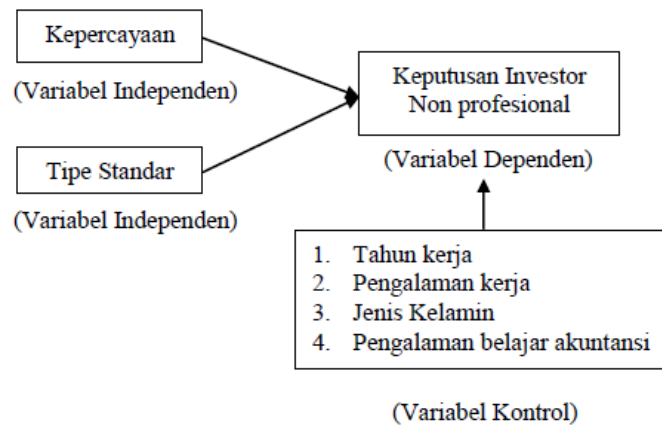 Kepercayaan
(Variabel Independen)
Keputusan Investor
Non profesional
(Variabel Dependen)
Tipe Standar
(Variabel Independen)
1. Tahun kerja
2. Pengalaman kerja
3. Jenis Kelamin
4. Pengalaman belajar akuntansi
(Variabel Kontrol)